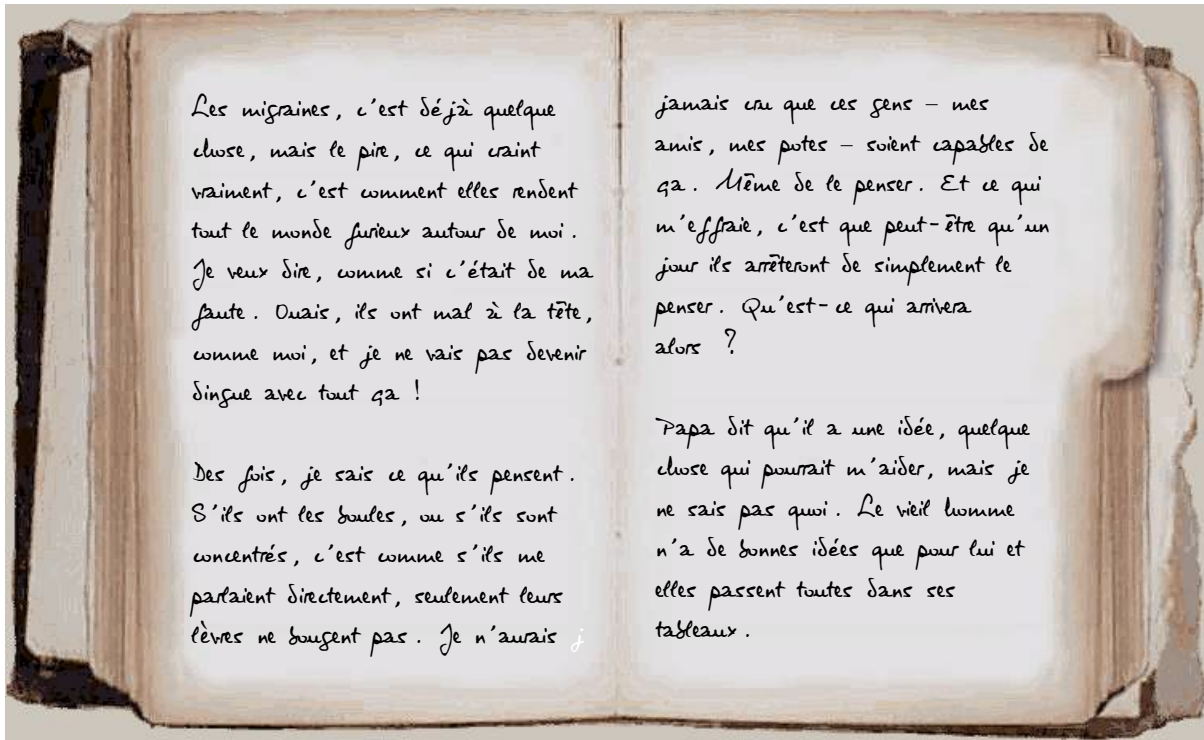 Les migraines, c'est déjà quelque
chose, mais le pire, ce qui craint
vraiment, c'est comment elles rendent
tout le monde furieux autour de moi.
Je veux dire, comme si c'était de ma
faute. Ouais, ils ont mal à la tête,
comme moi, et je ne vais pas devenir
dingue avec tout ça !
Des fois, je sais ce qu'ils pensent.
S'ils ont les boules, ou s'ils sont
concentrés, c'est comme s'ils me
parlaient directement, seulement leurs
lèvres ne bougent pas. Je n'aurais j
jamais cru que ces gens – mes
amis, mes potes – soient capables de
ça. Même de le penser. Et ce qui
m'effraie, c'est que peut-être qu'un
jour ils arrêteront de simplement le
penser. Qu'est-ce qui arrivera
alors ?
Papa dit qu'il a une idée, quelque
chose qui pourrait m'aider, mais je
ne sais pas quoi. Le vieil homme
n'a de bonnes idées que pour lui et
elles passent toutes dans ses
tableaux.